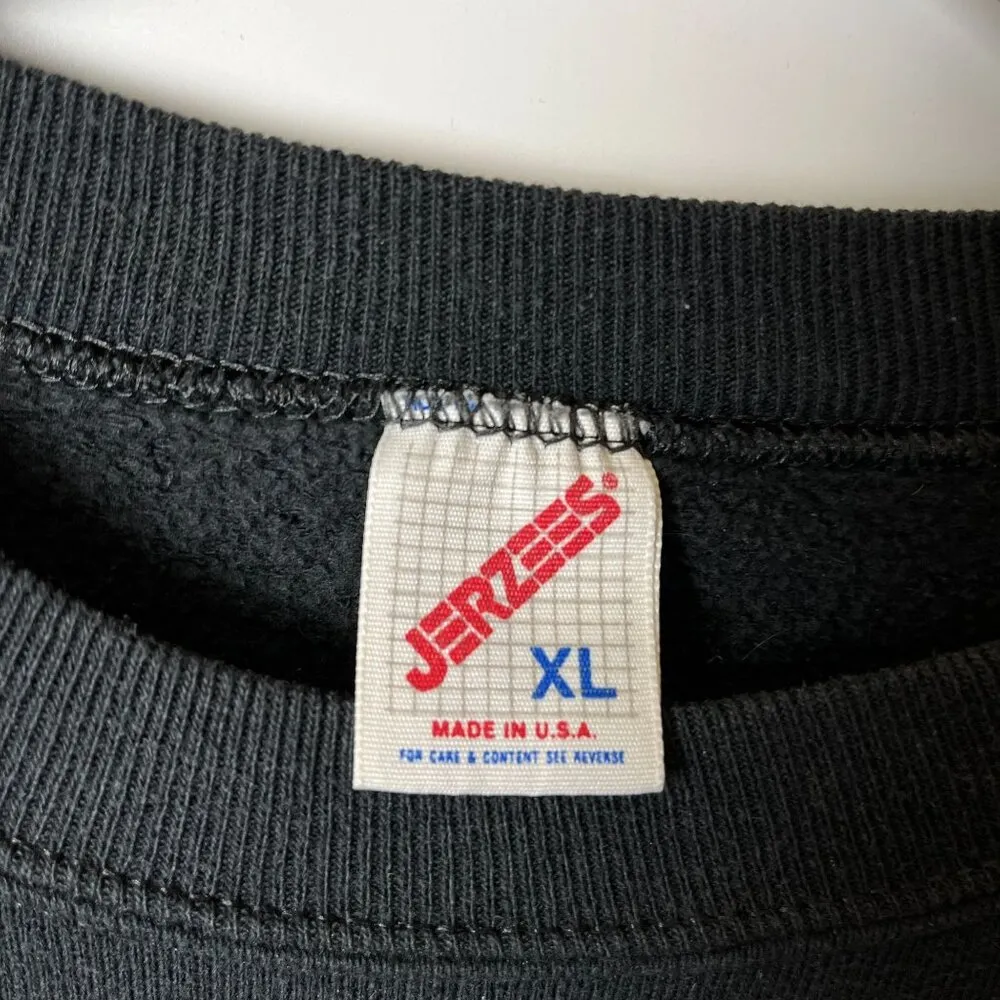 JERZEES®
XL
MADE IN U.S.A.
FOR CARE & CONTENT SEE REVERSE